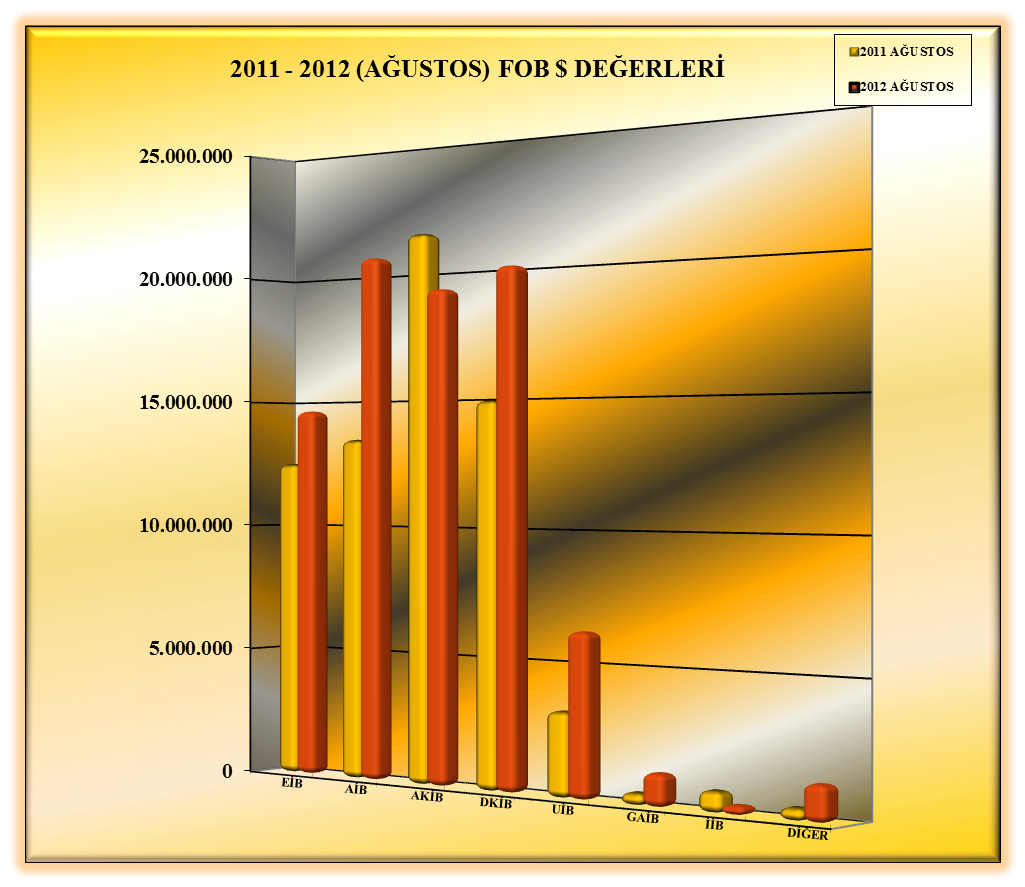 2011 - 2012 (AĞUSTOS) FOB $ DEĞERLERİ
2011 AĞUSTOS
2012 AĞUSTOS
25.000.000
20.000.000
15.000.000
10.000.000
5.000.000
0
EİB
AİB
AKİB
DKİB
UİB
GAİB
İİB
DİĞER